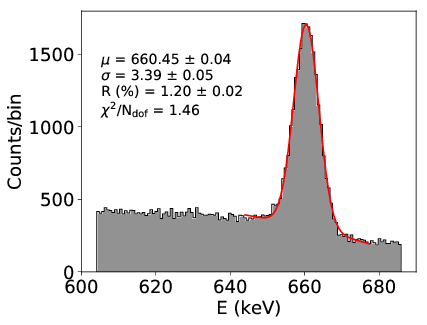 μ = 660.45 ± 0.04
σ = 3.39 ± 0.05
R (%) = 1.20 ± 0.02
χ²/N_dof = 1.46
Counts/bin
1500
1000
500
0
600 620 640 660 680
E (keV)